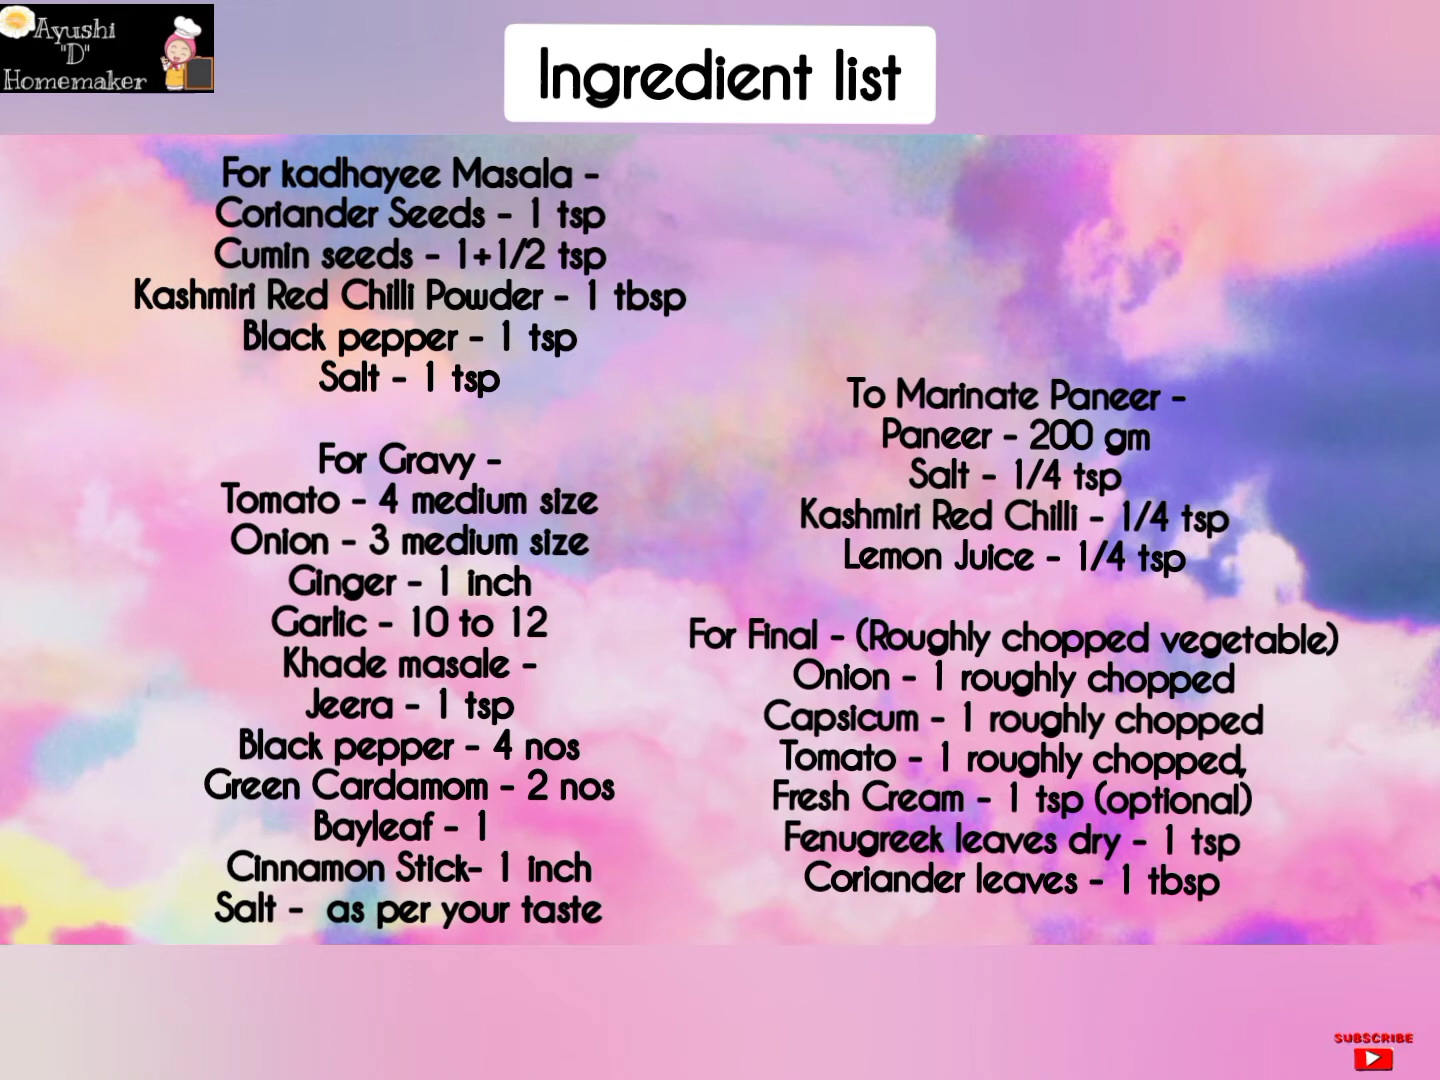 Ayushi
"D"
Homemaker
Ingredient list
For kadhayee Masala -
Coriander Seeds - 1 tsp
Cumin seeds - 1+1/2 tsp
Kashmiri Red Chilli Powder - 1 tbsp
Black pepper - 1 tsp
Salt - 1 tsp
For Gravy -
Tomato - 4 medium size
Onion - 3 medium size
Ginger - 1 inch
Garlic - 10 to 12
Khade masale -
Jeera - 1 tsp
Black pepper - 4 nos
Green Cardamom - 2 nos
Bayleaf - 1
Cinnamon Stick- 1 inch
Salt - as per your taste
To Marinate Paneer -
Paneer - 200 gm
Salt - 1/4 tsp
Kashmiri Red Chilli - 1/4 tsp
Lemon Juice - 1/4 tsp
For Final - (Roughly chopped vegetable)
Onion - 1 roughly chopped
Capsicum - 1 roughly chopped
Tomato - 1 roughly chopped,
Fresh Cream - 1 tsp (optional)
Fenugreek leaves dry - 1 tsp
Coriander leaves - 1 tbsp
SUBSCRIBE